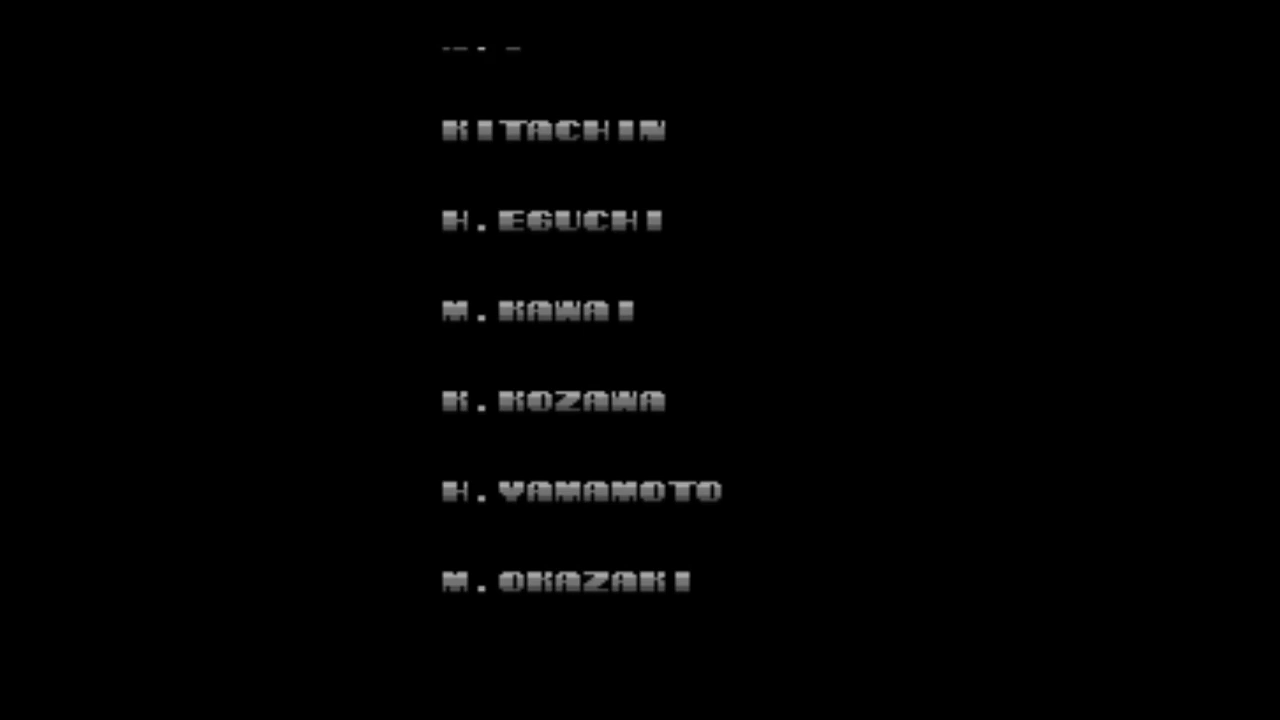 KITACHIN
H.EGUCHI
M.KAWAI
K.KOZAWA
H.YAMAMOTO
M.OKAZAKI